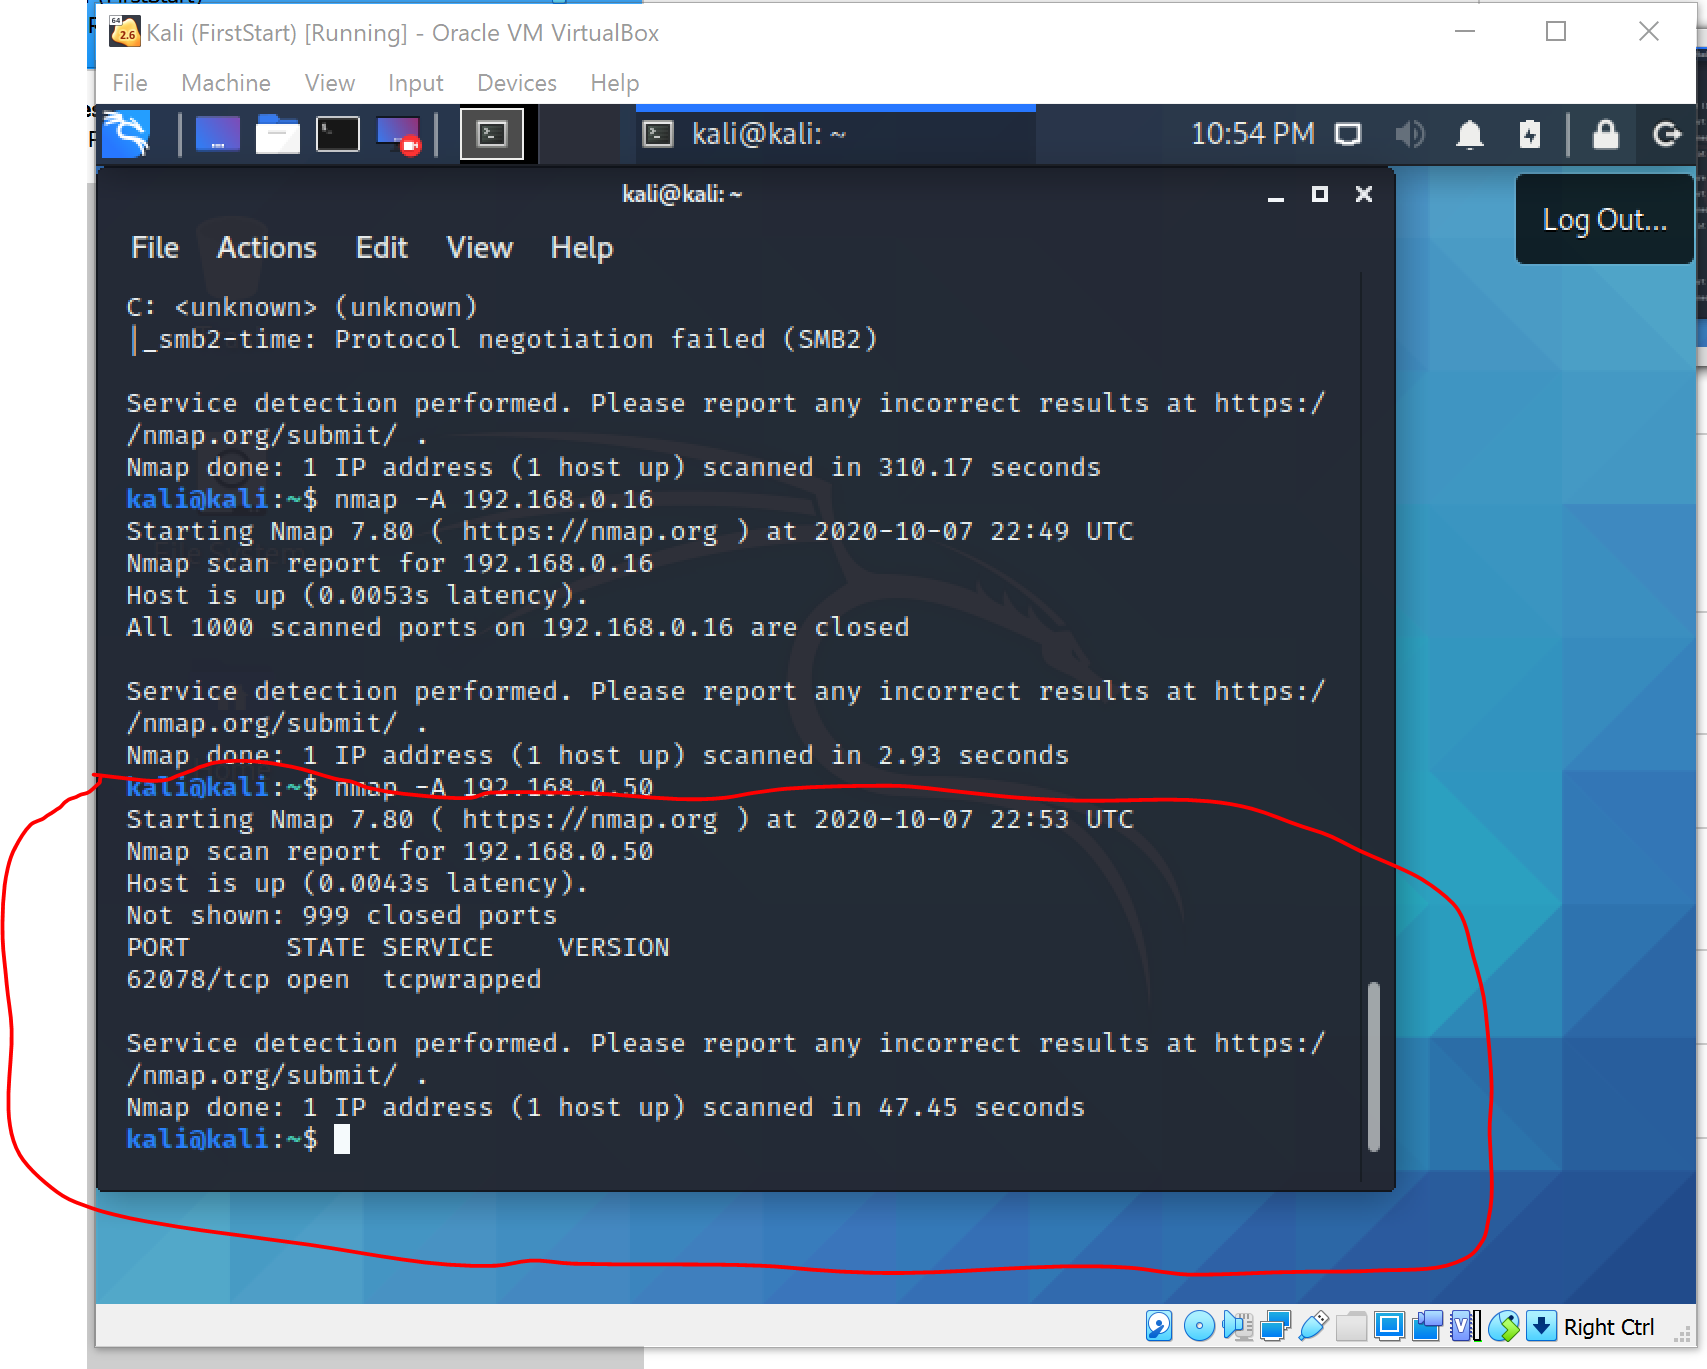 Kali (FirstStart) [Running] - Oracle VM VirtualBox
File Machine View Input Devices Help
kali@kali: ~
10:54 PM
kali@kali: ~
Log Out...
File Actions Edit View Help
C: <unknown> (unknown)
|_smb2-time: Protocol negotiation failed (SMB2)
Service detection performed. Please report any incorrect results at https:/
/nmap.org/submit/ .
Nmap done: 1 IP address (1 host up) scanned in 310.17 seconds
kali@kali:~$ nmap -A 192.168.0.16
Starting Nmap 7.80 ( https://nmap.org ) at 2020-10-07 22:49 UTC
Nmap scan report for 192.168.0.16
Host is up (0.0053s latency).
All 1000 scanned ports on 192.168.0.16 are closed
Service detection performed. Please report any incorrect results at https:/
/nmap.org/submit/ .
Nmap done: 1 IP address (1 host up) scanned in 2.93 seconds
kali@kali:~$ nmap -A 192.168.0.50
Starting Nmap 7.80 ( https://nmap.org ) at 2020-10-07 22:53 UTC
Nmap scan report for 192.168.0.50
Host is up (0.0043s latency).
Not shown: 999 closed ports
PORT      STATE SERVICE    VERSION
62078/tcp open  tcpwrapped
Service detection performed. Please report any incorrect results at https:/
/nmap.org/submit/ .
Nmap done: 1 IP address (1 host up) scanned in 47.45 seconds
kali@kali:~$
Right Ctrl